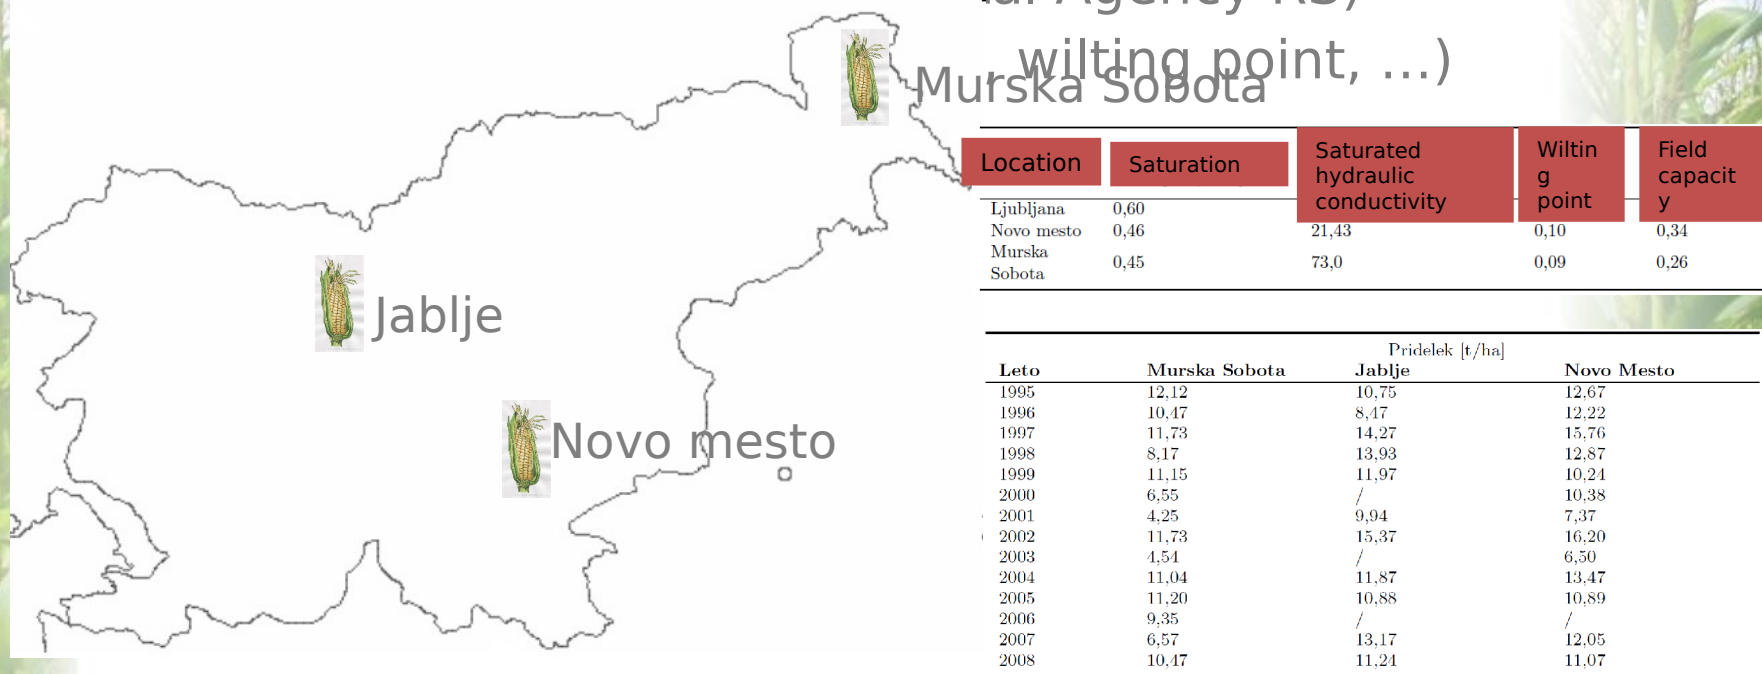 wilting point, ...)
Murska Sobota
Jablje
Novo mesto
Location Saturation Saturated hydraulic conductivity Wilting point Field capacity
Ljubljana 0,60
Novo mesto 0,46 21,43 0,10 0,34
Murska
Sobota 0,45 73,0 0,09 0,26
Pridelek [t/ha]
Leto Murska Sobota Jablje Novo Mesto
1995 12,12 10,75 12,67
1996 10,47 8,47 12,22
1997 11,73 14,27 15,76
1998 8,17 13,93 12,87
1999 11,15 11,97 10,24
2000 6,55 / 10,38
2001 4,25 9,94 7,37
2002 11,73 15,37 16,20
2003 4,54 / 6,50
2004 11,04 11,87 13,47
2005 11,20 10,88 10,89
2006 9,35 / /
2007 6,57 13,17 12,05
2008 10,47 11,24 11,07